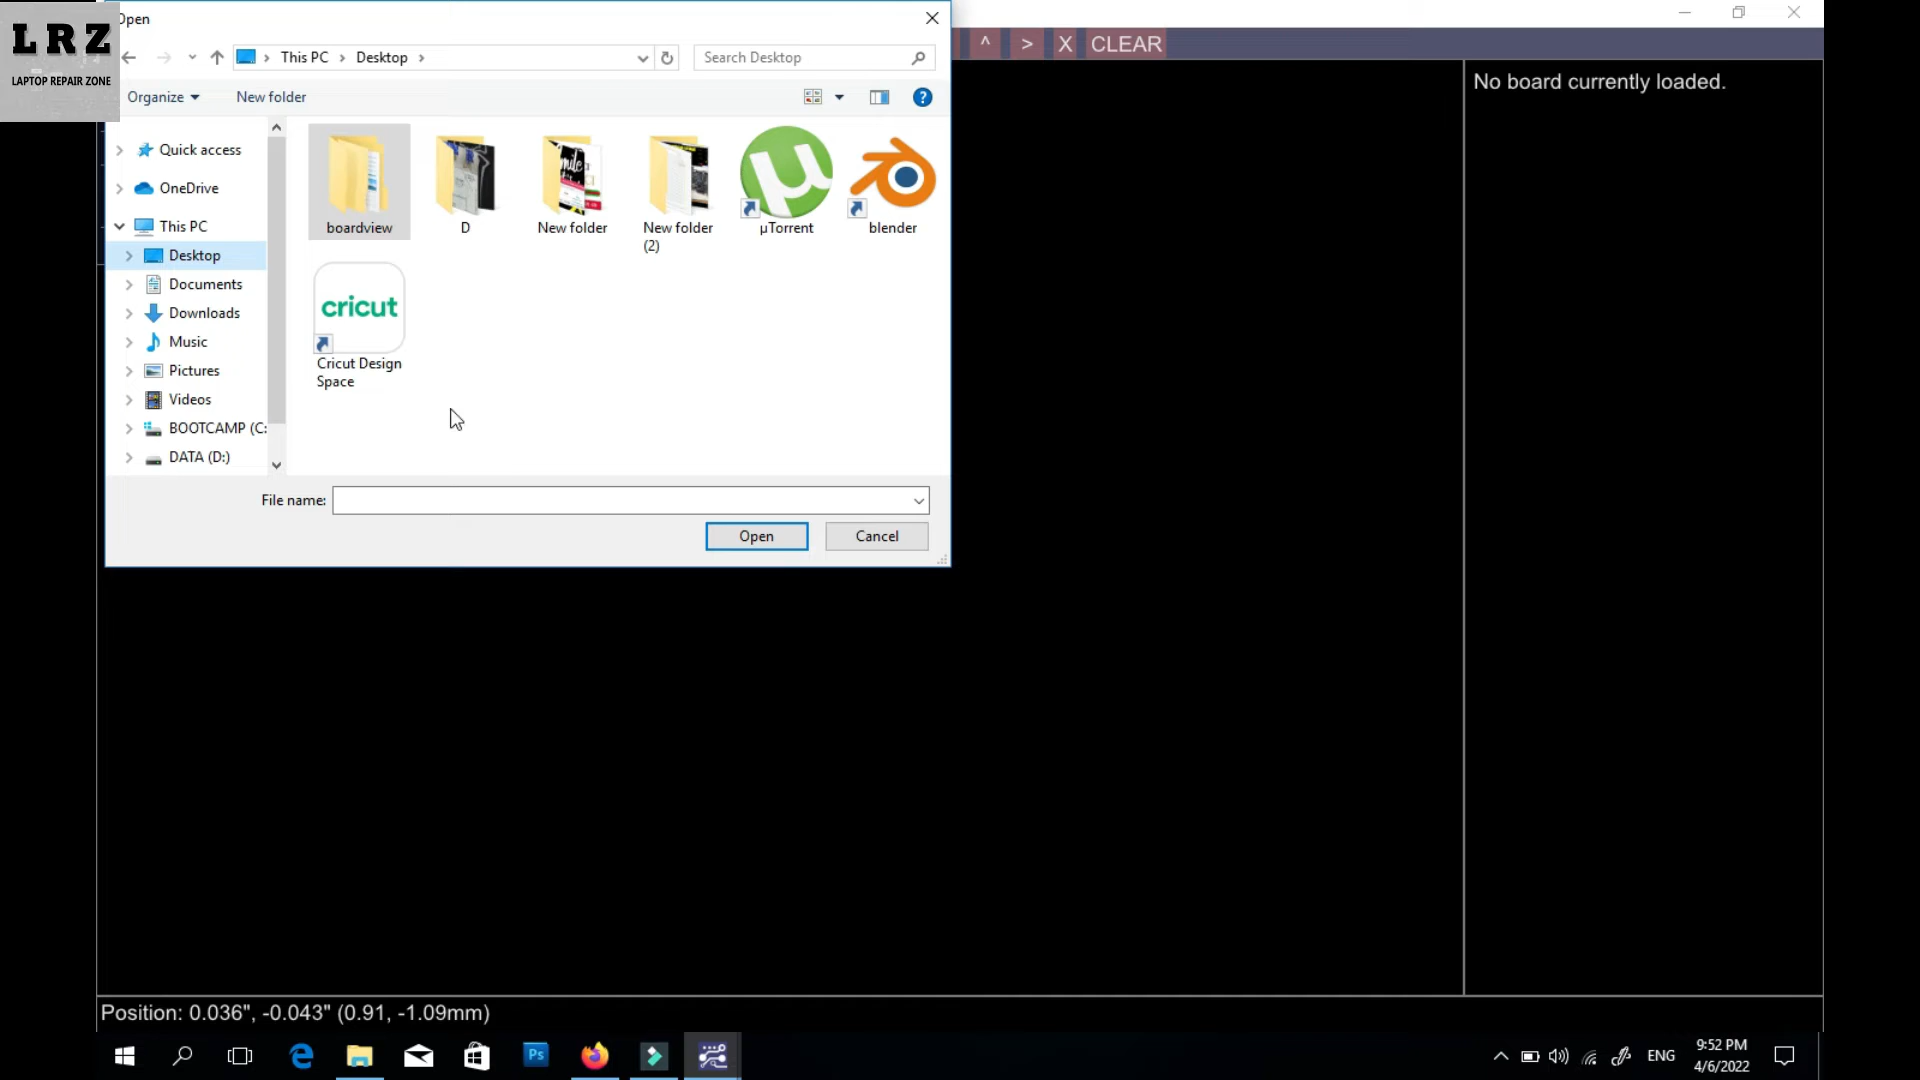 Open
L R Z
LAPTOP REPAIR ZONE
This PC
Desktop
Search Desktop
^ > X CLEAR
No board currently loaded.
Organize
New folder
?
Quick access
OneDrive
This PC
Desktop
Documents
Downloads
Music
Pictures
Videos
BOOTCAMP (C:
DATA (D:)
boardview
D
New folder
New folder
(2)
µTorrent
blender
cricut
Cricut Design
Space
File name:
Open
Cancel
Position: 0.036", -0.043" (0.91, -1.09mm)
Ps
ENG
9:52 PM
4/6/2022